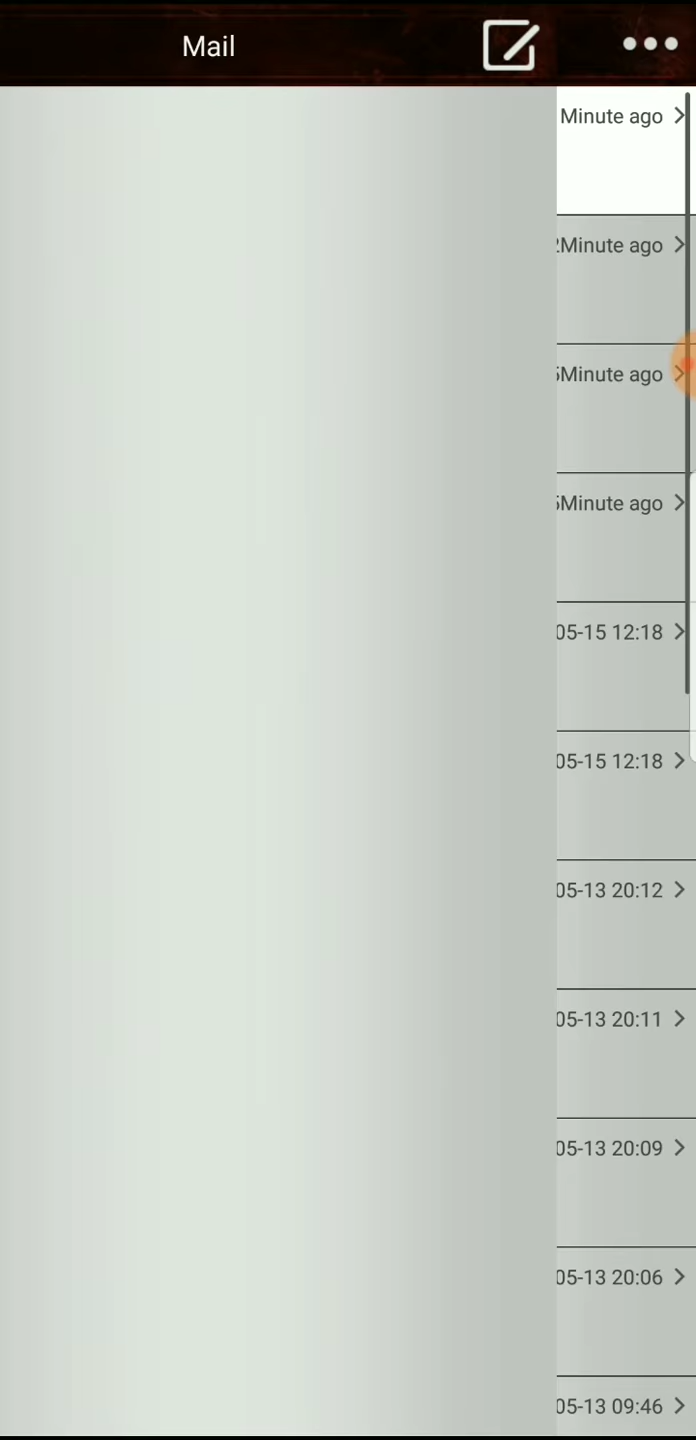 Mail
Minute ago
Minute ago
Minute ago
Minute ago
05-15 12:18
05-15 12:18
05-13 20:12
05-13 20:11
05-13 20:09
05-13 20:06
05-13 09:46